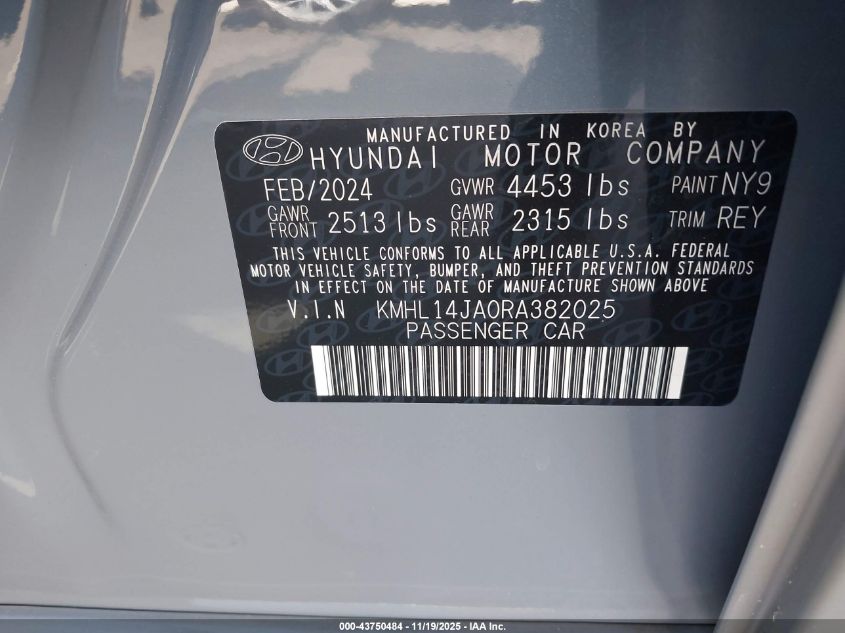 MANUFACTURED IN KOREA BY
HYUNDAI MOTOR COMPANY
FEB/2024 GVWR 4453 lbs PAINT NY9
GAWR FRONT 2513 lbs GAWR REAR 2315 lbs TRIM REY
THIS VEHICLE CONFORMS TO ALL APPLICABLE U.S.A. FEDERAL
MOTOR VEHICLE SAFETY, BUMPER, AND THEFT PREVENTION STANDARDS
IN EFFECT ON THE DATE OF MANUFACTURE SHOWN ABOVE
V.I.N KMHL14JA0RA382025
PASSENGER CAR
000-43750484 - 11/19/2025 - IAA Inc.